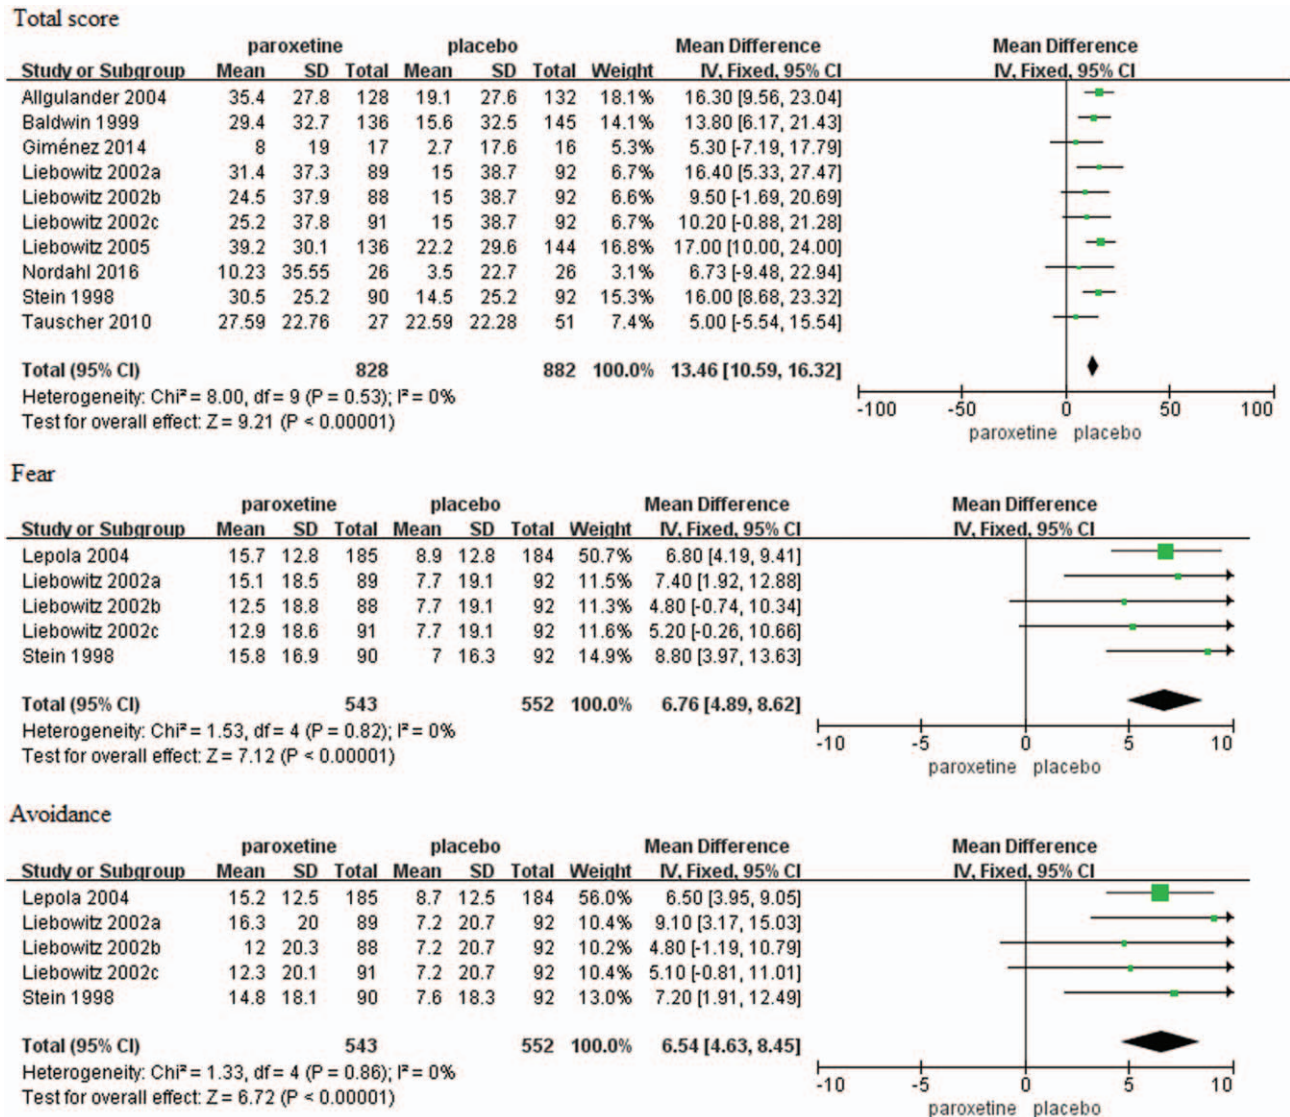 Total score
paroxetine placebo Mean Difference Mean Difference
Study or Subgroup Mean SD Total Mean SD Total Weight IV, Fixed, 95% CI IV, Fixed, 95% CI
Allgulander 2004 35.4 27.8 128 19.1 27.6 132 18.1% 16.30 [9.56, 23.04]
Baldwin 1999 29.4 32.7 136 15.6 32.5 145 14.1% 13.80 [6.17, 21.43]
Giménez 2014 8 19 17 2.7 17.6 16 5.3% 5.30 [-7.19, 17.79]
Liebowitz 2002a 31.4 37.3 89 15 38.7 92 6.7% 16.40 [5.33, 27.47]
Liebowitz 2002b 24.5 37.9 88 15 38.7 92 6.6% 9.50 [-1.69, 20.69]
Liebowitz 2002c 25.2 37.8 91 15 38.7 92 6.7% 10.20 [-0.88, 21.28]
Liebowitz 2005 39.2 30.1 136 22.2 29.6 144 16.8% 17.00 [10.00, 24.00]
Nordahl 2016 10.23 35.55 26 3.5 22.7 26 3.1% 6.73 [-9.48, 22.94]
Stein 1998 30.5 25.2 90 14.5 25.2 92 15.3% 16.00 [8.68, 23.32]
Tauscher 2010 27.59 22.76 27 22.59 22.28 51 7.4% 5.00 [-5.54, 15.54]
Total (95% CI) 828 882 100.0% 13.46 [10.59, 16.32]
Heterogeneity: Chi² = 8.00, df = 9 (P = 0.53); I² = 0%
Test for overall effect: Z = 9.21 (P < 0.00001)
-100 -50 0 50 100
paroxetine placebo
Fear
paroxetine placebo Mean Difference Mean Difference
Study or Subgroup Mean SD Total Mean SD Total Weight IV, Fixed, 95% CI IV, Fixed, 95% CI
Lepola 2004 15.7 12.8 185 8.9 12.8 184 50.7% 6.80 [4.19, 9.41]
Liebowitz 2002a 15.1 18.5 89 7.7 19.1 92 11.5% 7.40 [1.92, 12.88]
Liebowitz 2002b 12.5 18.8 88 7.7 19.1 92 11.3% 4.80 [-0.74, 10.34]
Liebowitz 2002c 12.9 18.6 91 7.7 19.1 92 11.6% 5.20 [-0.26, 10.66]
Stein 1998 15.8 16.9 90 7 16.3 92 14.9% 8.80 [3.97, 13.63]
Total (95% CI) 543 552 100.0% 6.76 [4.89, 8.62]
Heterogeneity: Chi² = 1.53, df = 4 (P = 0.82); I² = 0%
Test for overall effect: Z = 7.12 (P < 0.00001)
-10 -5 0 5 10
paroxetine placebo
Avoidance
paroxetine placebo Mean Difference Mean Difference
Study or Subgroup Mean SD Total Mean SD Total Weight IV, Fixed, 95% CI IV, Fixed, 95% CI
Lepola 2004 15.2 12.5 185 8.7 12.5 184 56.0% 6.50 [3.95, 9.05]
Liebowitz 2002a 16.3 20 89 7.2 20.7 92 10.4% 9.10 [3.17, 15.03]
Liebowitz 2002b 12 20.3 88 7.2 20.7 92 10.2% 4.80 [-1.19, 10.79]
Liebowitz 2002c 12.3 20.1 91 7.2 20.7 92 10.4% 5.10 [-0.81, 11.01]
Stein 1998 14.8 18.1 90 7.6 18.3 92 13.0% 7.20 [1.91, 12.49]
Total (95% CI) 543 552 100.0% 6.54 [4.63, 8.45]
Heterogeneity: Chi² = 1.33, df = 4 (P = 0.86); I² = 0%
Test for overall effect: Z = 6.72 (P < 0.00001)
-10 -5 0 5 10
paroxetine placebo